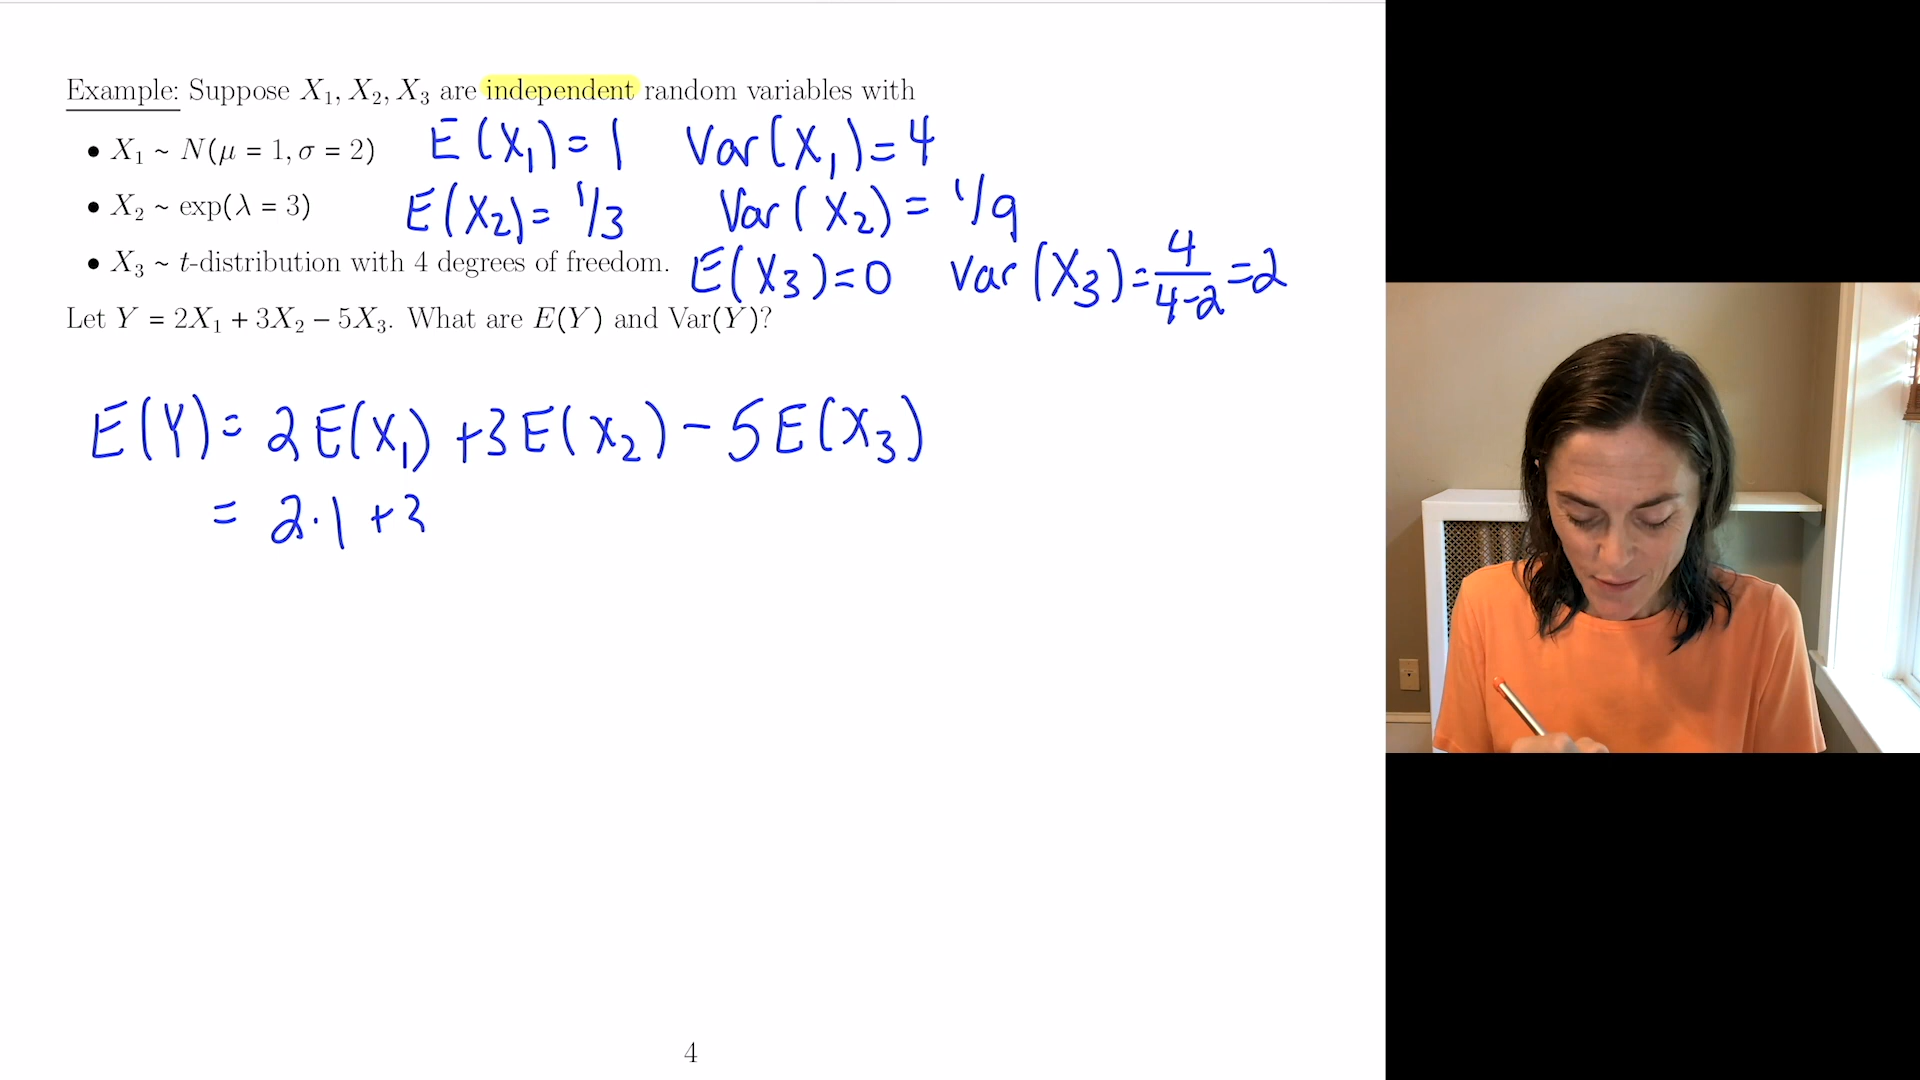 Example: Suppose X₁, X₂, X₃ are independent random variables with
• X₁ ~ N(μ = 1, σ = 2) E(X₁) = 1 Var(X₁) = 4
• X₂ ~ exp(λ = 3) E(X₂) = 1/3 Var(X₂) = 1/9
• X₃ ~ t-distribution with 4 degrees of freedom. E(X₃) = 0 Var(X₃) = 4/(4-2) = 2
Let Y = 2X₁ + 3X₂ − 5X₃. What are E(Y) and Var(Y)?
E(Y) = 2E(X₁) + 3E(X₂) − 5E(X₃)
= 2·1 + 3
4